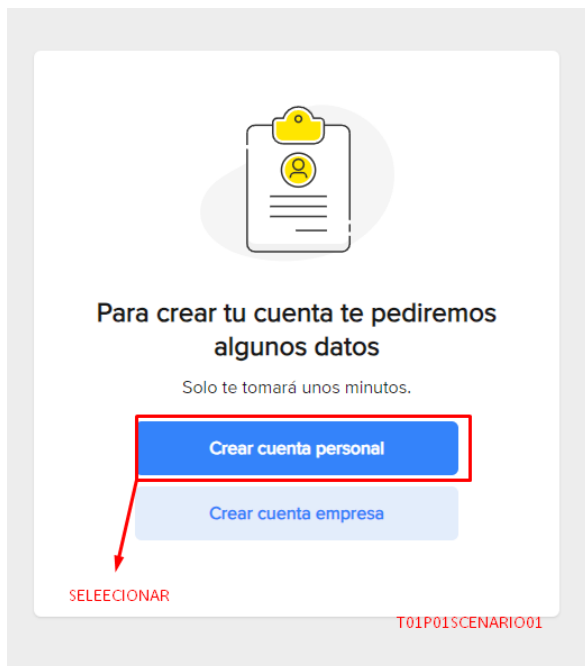 Para crear tu cuenta te pediremos
algunos datos
Solo te tomará unos minutos.
Crear cuenta personal
Crear cuenta empresa
SELEECIONAR
T01P01SCENARIO01